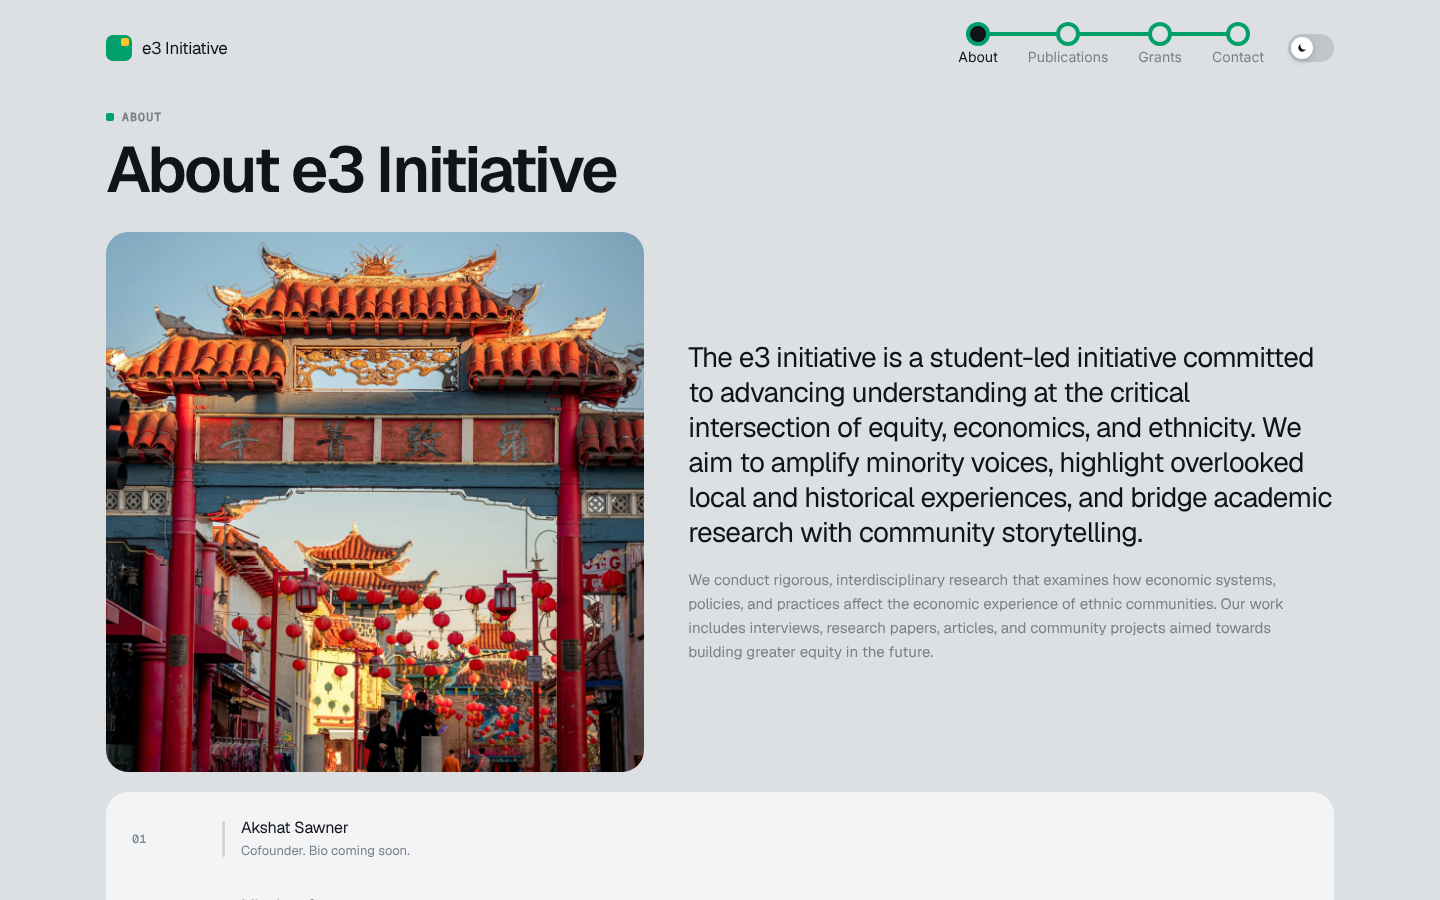 e3 Initiative
About
Publications
Grants
Contact
ABOUT
About e3 Initiative
The e3 initiative is a student-led initiative committed
to advancing understanding at the critical
intersection of equity, economics, and ethnicity. We
aim to amplify minority voices, highlight overlooked
local and historical experiences, and bridge academic
research with community storytelling.
We conduct rigorous, interdisciplinary research that examines how economic systems,
policies, and practices affect the economic experience of ethnic communities. Our work
includes interviews, research papers, articles, and community projects aimed towards
building greater equity in the future.
01
Akshat Sawner
Cofounder. Bio coming soon.